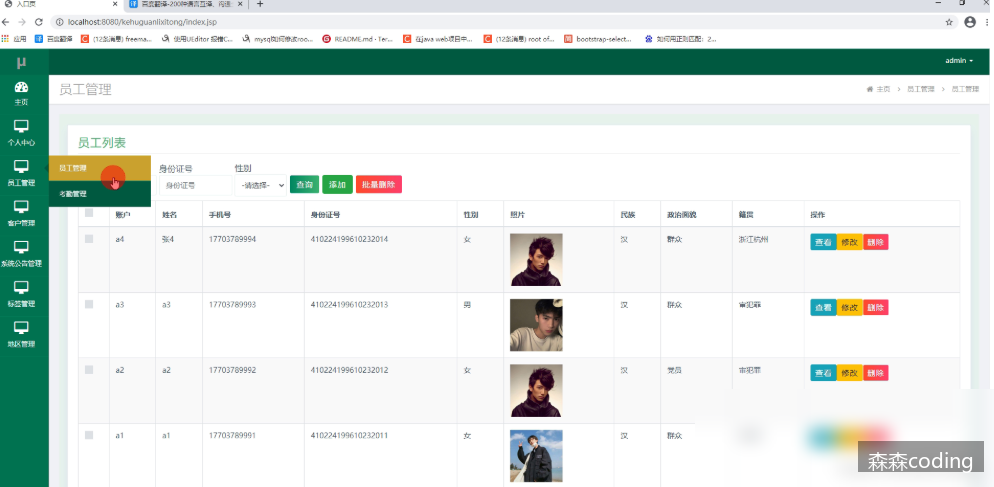 入口页
百度翻译-200种语言互译、沟通
localhost:8080/kehuguanlixitong/index.jsp
应用
百度翻译
(12条消息) freema...
使用UEditor 报错C...
mysql如何修改roo...
README.md · Ter...
在java web项目中...
(12条消息) root of...
bootstrap-select...
如何用正则匹配：2...
μ
admin
主页
个人中心
员工管理
客户管理
系统公告管理
标签管理
地区管理
员工管理
主页 > 员工管理 > 员工管理
员工列表
员工管理
考勤管理
身份证号
性别
身份证号
-请选择-
查询
添加
批量删除
账户 姓名 手机号 身份证号 性别 照片 民族 政治面貌 籍贯 操作
a4 张4 17703789994 410224199610232014 女 汉 群众 浙江杭州 查看 修改 删除
a3 a3 17703789993 410224199610232013 男 汉 群众 审犯罪 查看 修改 删除
a2 a2 17703789992 410224199610232012 女 汉 党员 审犯罪 查看 修改 删除
a1 a1 17703789991 410224199610232011 女 汉 群众
森森coding